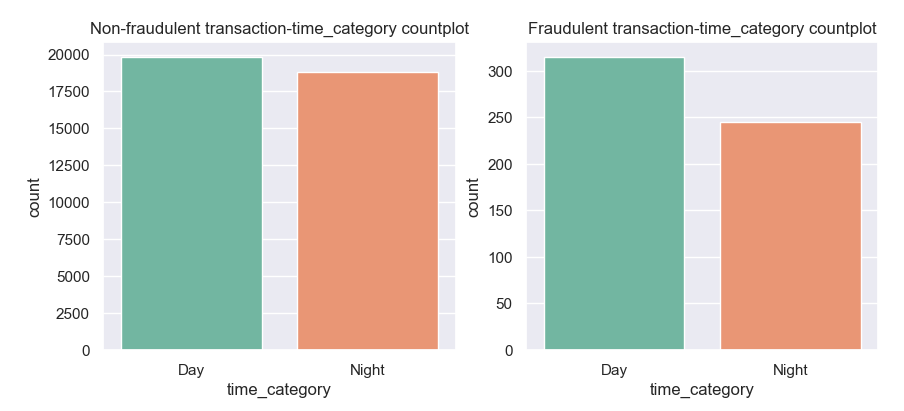 Non-fraudulent transaction-time_category countplot
20000
17500
15000
12500
10000
7500
5000
2500
0
count
Day
Night
time_category
Fraudulent transaction-time_category countplot
300
250
200
150
100
50
0
count
Day
Night
time_category